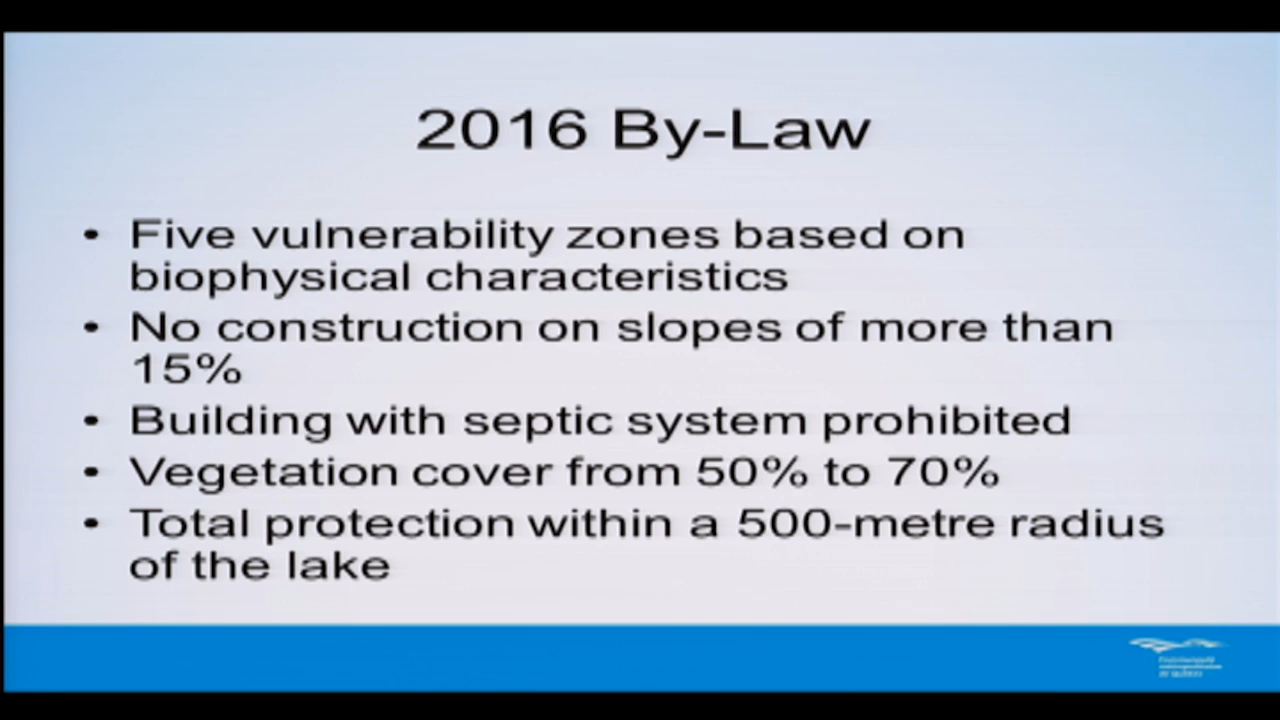 2016 By-Law
• Five vulnerability zones based on
biophysical characteristics
• No construction on slopes of more than
15%
• Building with septic system prohibited
• Vegetation cover from 50% to 70%
• Total protection within a 500-metre radius
of the lake